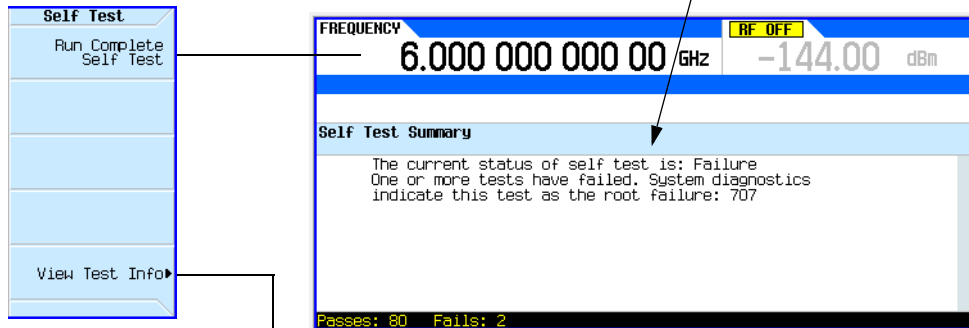 Self Test
Run Complete
Self Test
View Test Info
FREQUENCY
6.000 000 000 00 GHz
RF OFF
-144.00 dBm
Self Test Summary
The current status of self test is: Failure
One or more tests have failed. System diagnostics
indicate this test as the root failure: 707
Passes: 80 Fails: 2